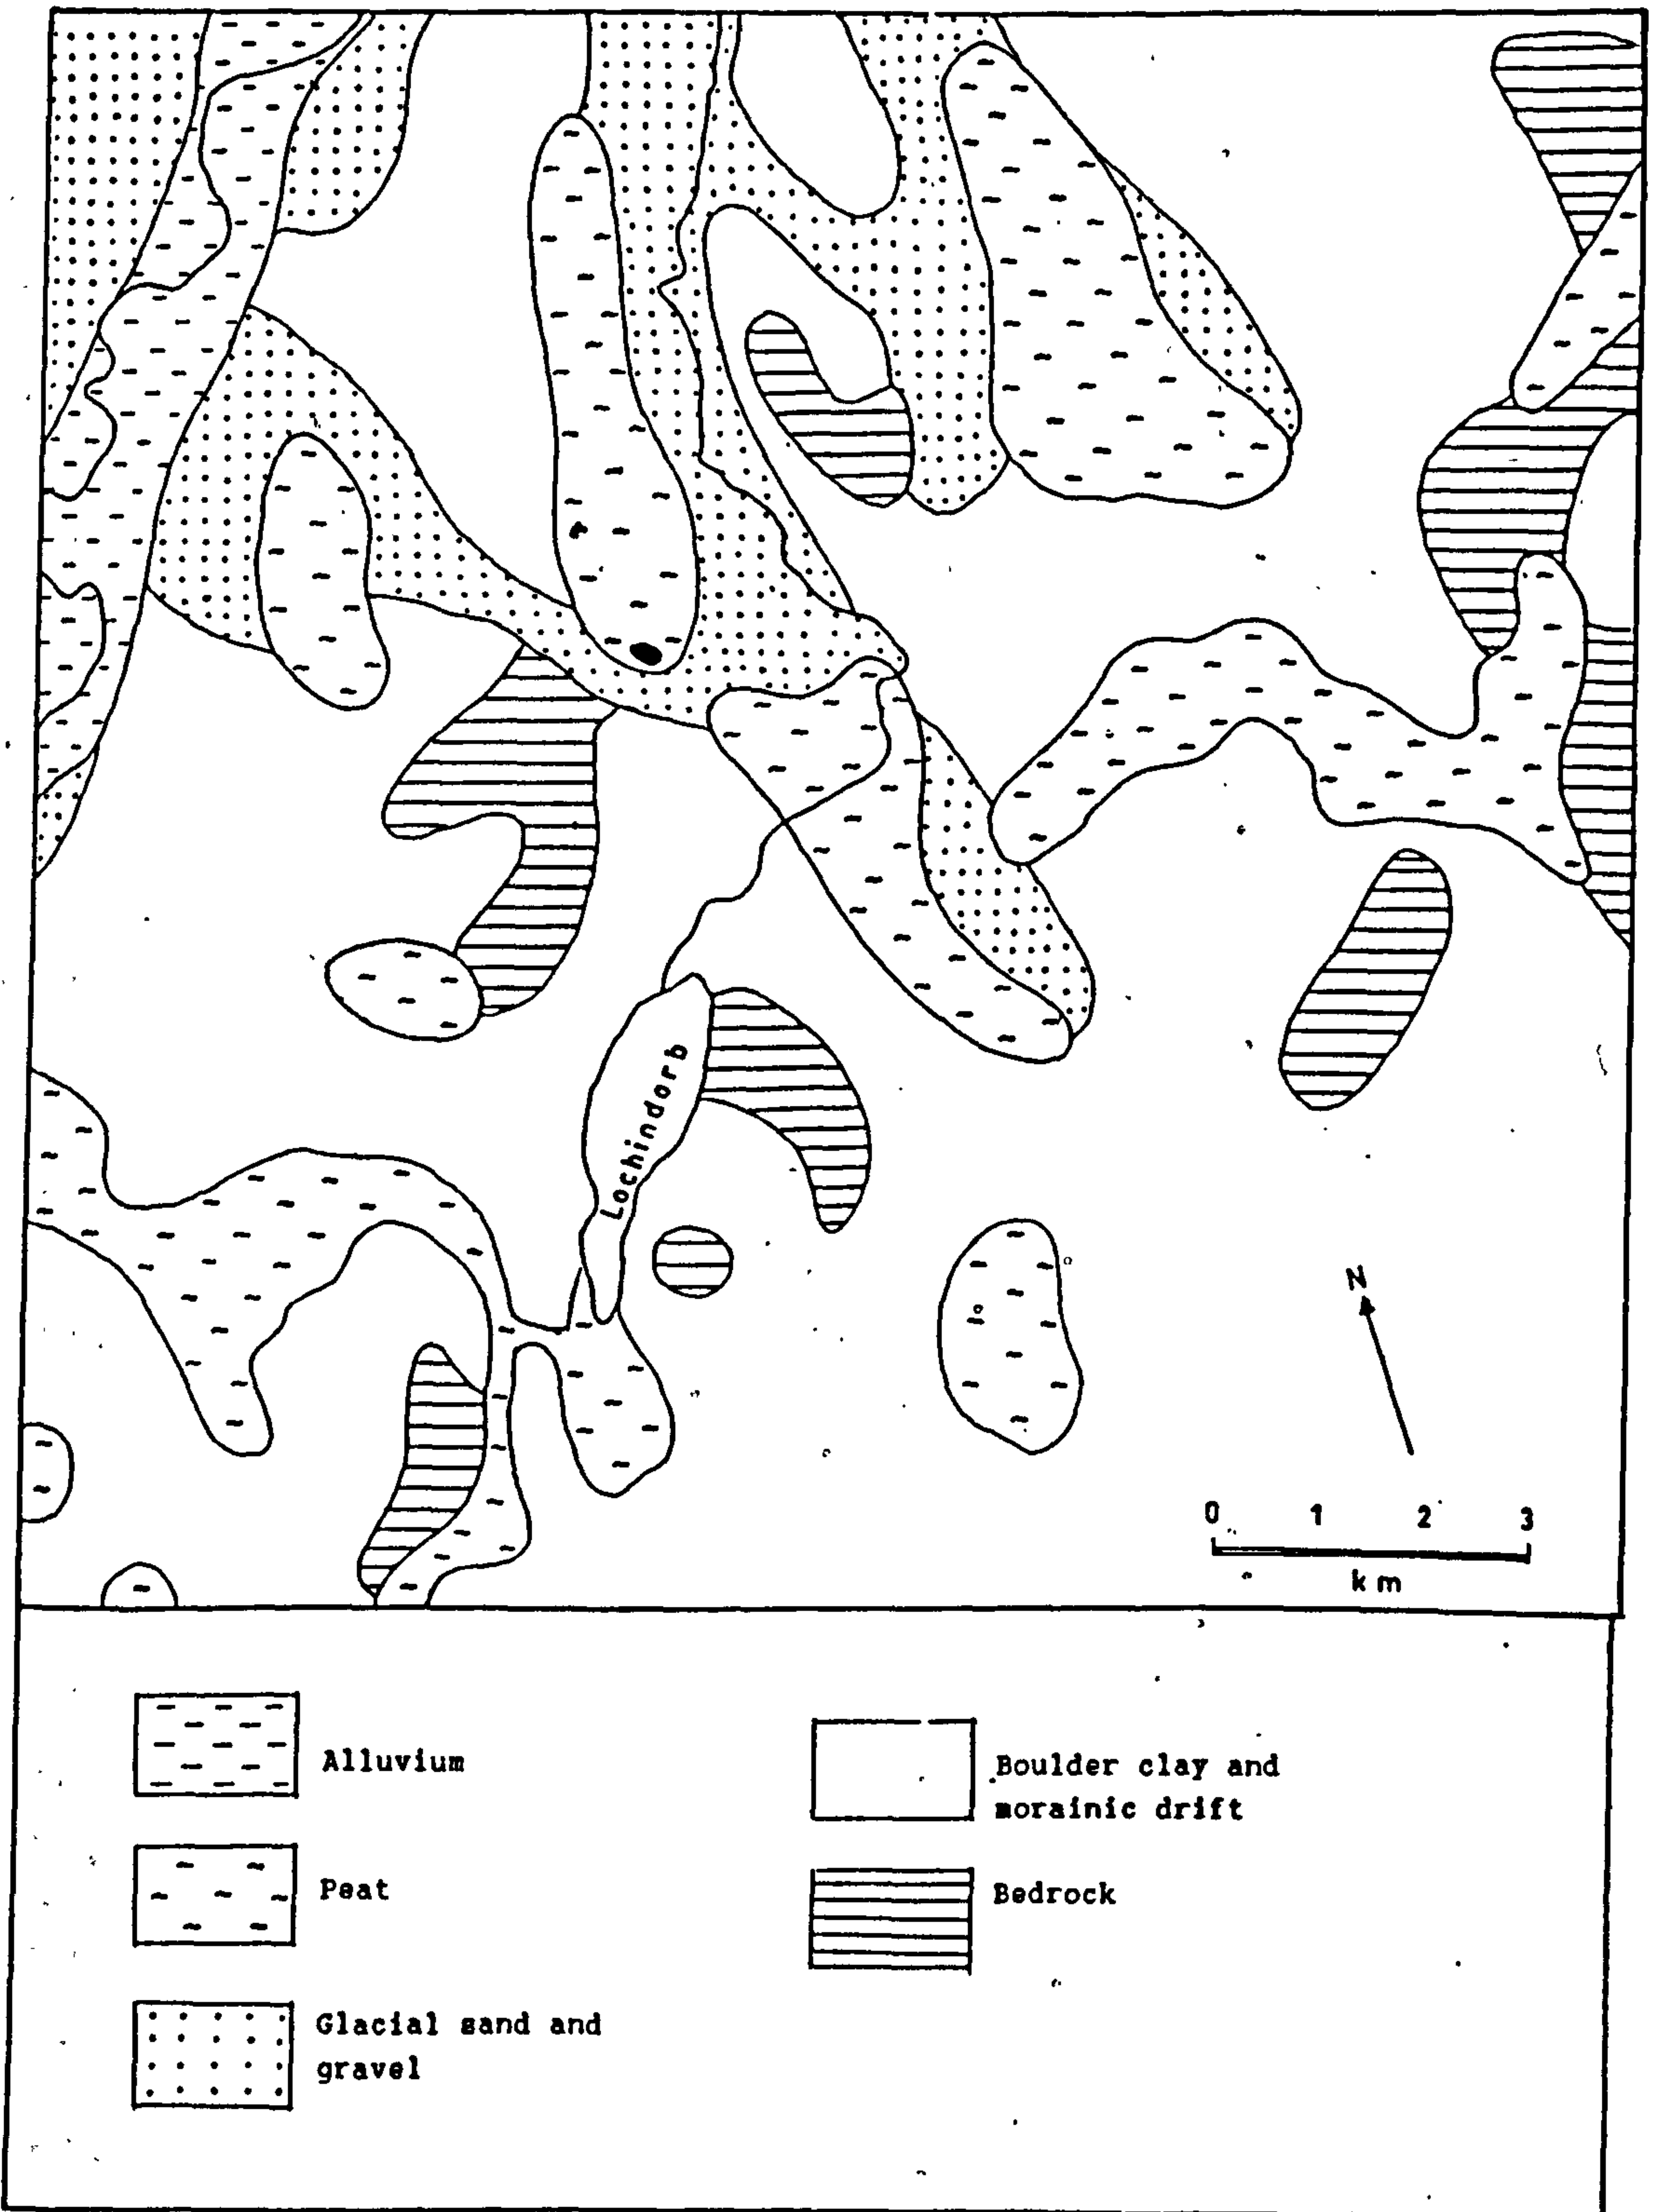 Lochindorb
N
0 1 2 3
km
Alluvium
Peat
Glacial sand and
gravel
Boulder clay and
morainic drift
Bedrock